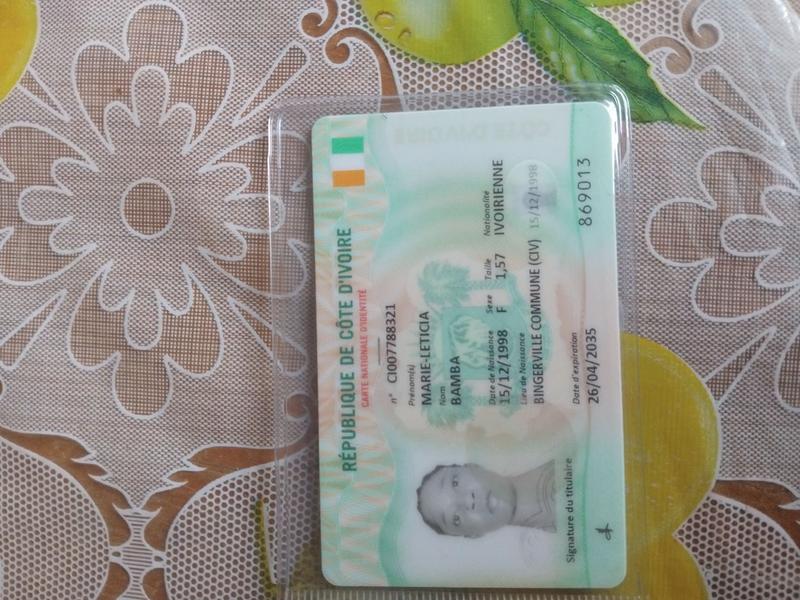 CÔTE D'IVOIRE
RÉPUBLIQUE DE CÔTE D'IVOIRE
CARTE NATIONALE D'IDENTITÉ
n° CI007788321
Prénom(s)
MARIE-LETICIA
Nom
BAMBA
Date de Naissance Sexe Taille Nationalité
15/12/1998 F 1,57 IVOIRIENNE
Lieu de Naissance
BINGERVILLE COMMUNE (CIV) 15/12/1998
Date d'expiration
26/04/2035
869013
Signature du titulaire